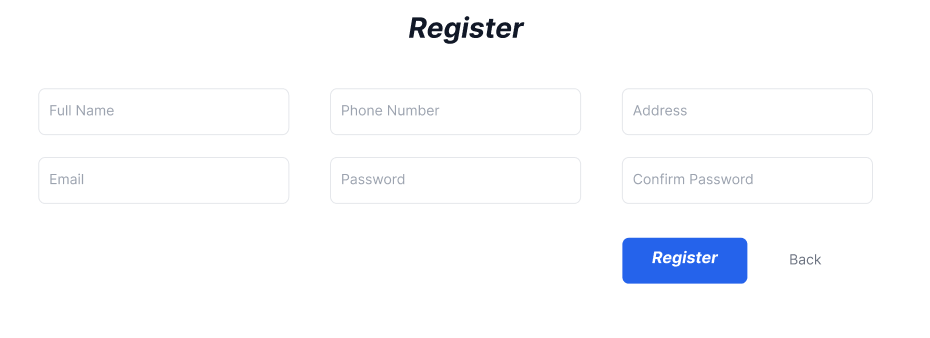 Register
Full Name
Phone Number
Address
Email
Password
Confirm Password
Register
Back